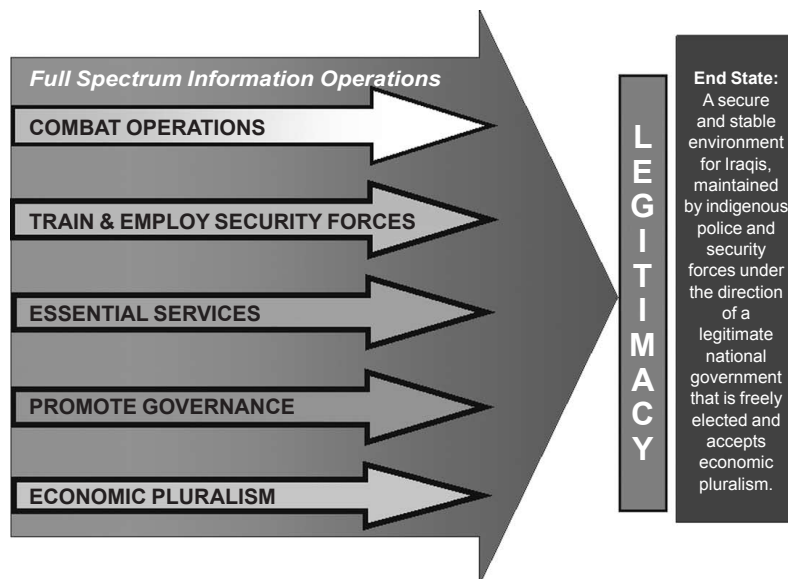 Full Spectrum Information Operations
COMBAT OPERATIONS
TRAIN & EMPLOY SECURITY FORCES
ESSENTIAL SERVICES
PROMOTE GOVERNANCE
ECONOMIC PLURALISM
LEGITIMACY
End State:
A secure
and stable
environment
for Iraqis,
maintained
by indigenous
police and
security
forces under
the direction
of a
legitimate
national
government
that is freely
elected and
accepts
economic
pluralism.